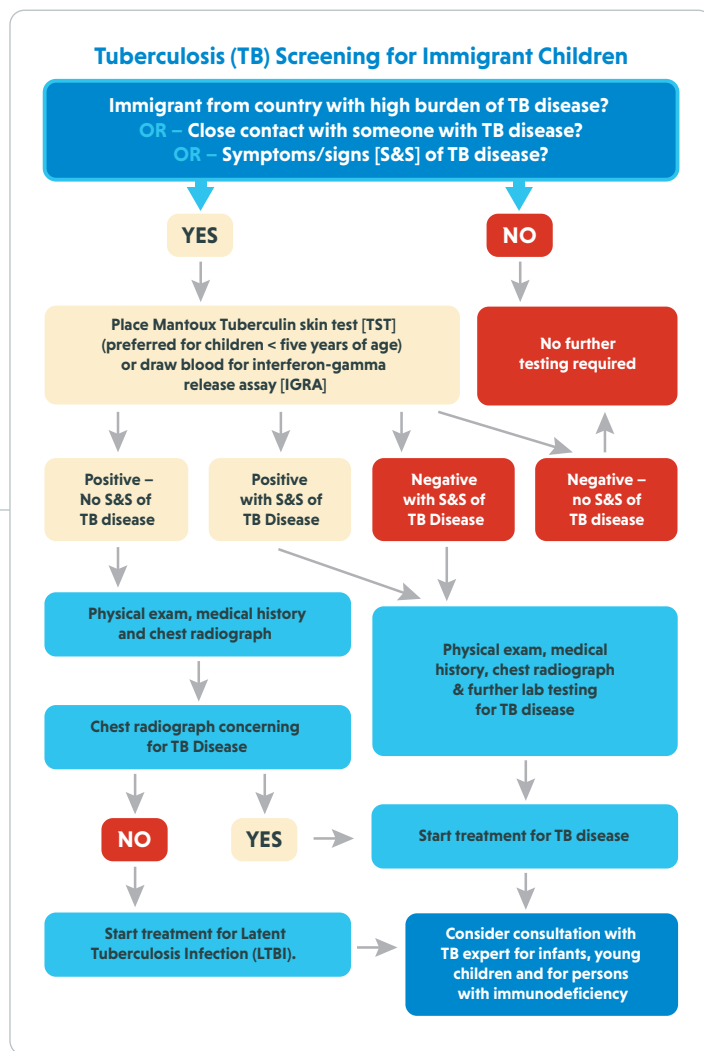 Tuberculosis (TB) Screening for Immigrant Children
Immigrant from country with high burden of TB disease?
OR – Close contact with someone with TB disease?
OR – Symptoms/signs [S&S] of TB disease?
YES
NO
Place Mantoux Tuberculin skin test [TST]
(preferred for children < five years of age)
or draw blood for interferon-gamma
release assay [IGRA]
No further
testing required
Positive –
No S&S of
TB disease
Positive
with S&S of
TB Disease
Negative
with S&S of
TB Disease
Negative –
no S&S of
TB disease
Physical exam, medical history
and chest radiograph
Physical exam, medical
history, chest radiograph
& further lab testing
for TB disease
Chest radiograph concerning
for TB Disease
NO
YES
Start treatment for TB disease
Start treatment for Latent
Tuberculosis Infection (LTBI).
Consider consultation with
TB expert for infants, young
children and for persons
with immunodeficiency